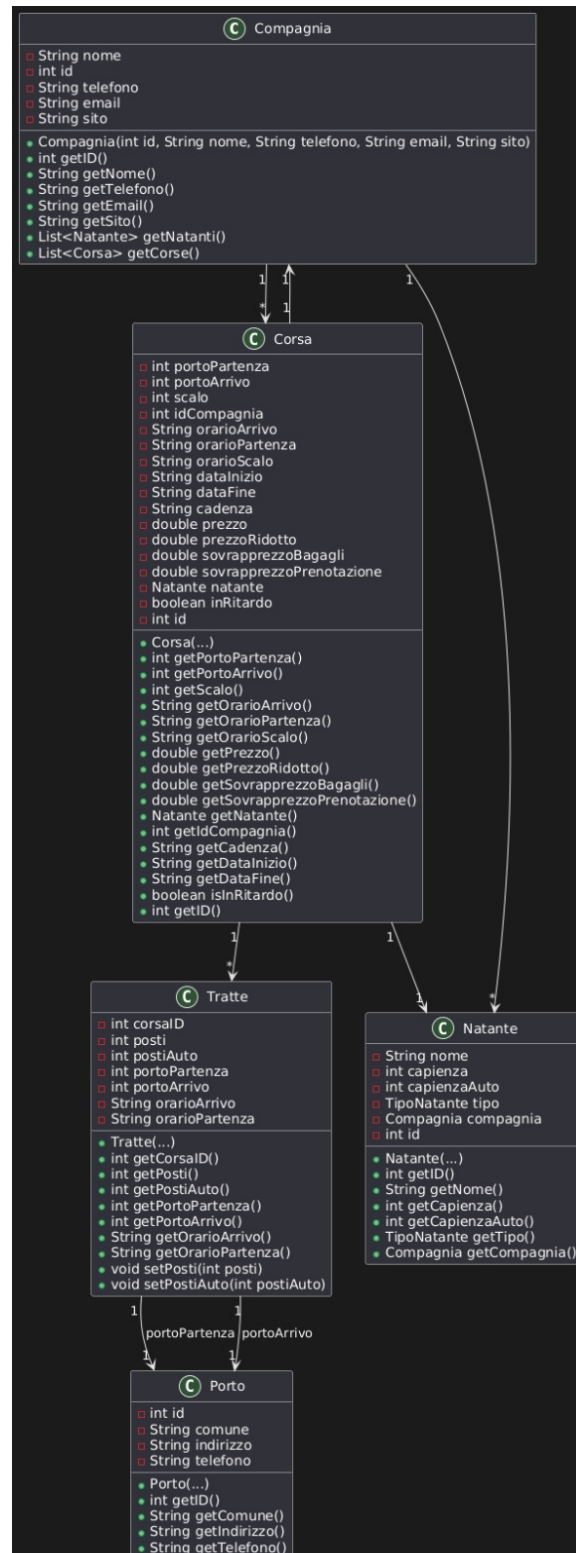 C Compagnia
String nome
int id
String telefono
String email
String sito
Compagnia(int id, String nome, String telefono, String email, String sito)
int getID()
String getNome()
String getTelefono()
String getEmail()
String getSito()
List<Natante> getNatanti()
List<Corsa> getCorse()
1 1 1
* 1
C Corsa
int portoPartenza
int portoArrivo
int scalo
int idCompagnia
String orarioArrivo
String orarioPartenza
String orarioScalo
String dataInizio
String dataFine
String cadenza
double prezzo
double prezzoRidotto
double sovrapprezzoBagagli
double sovrapprezzoPrenotazione
Natante natante
boolean inRitardo
int id
Corsa(...)
int getPortoPartenza()
int getPortoArrivo()
int getScalo()
String getOrarioArrivo()
String getOrarioPartenza()
String getOrarioScalo()
double getPrezzo()
double getPrezzoRidotto()
double getSovrapprezzoBagagli()
double getSovrapprezzoPrenotazione()
Natante getNatante()
int getIdCompagnia()
String getCadenza()
String getDataInizio()
String getDataFine()
boolean isInRitardo()
int getID()
1 1
* 1 *
C Tratte
int corsaID
int posti
int postiAuto
int portoPartenza
int portoArrivo
String orarioArrivo
String orarioPartenza
Tratte(...)
int getCorsaID()
int getPosti()
int getPostiAuto()
int getPortoPartenza()
int getPortoArrivo()
String getOrarioArrivo()
String getOrarioPartenza()
void setPosti(int posti)
void setPostiAuto(int postiAuto)
C Natante
String nome
int capienza
int capienzaAuto
TipoNatante tipo
Compagnia compagnia
int id
Natante(...)
int getID()
String getNome()
int getCapienza()
int getCapienzaAuto()
TipoNatante getTipo()
Compagnia getCompagnia()
1 1
portoPartenza portoArrivo
1 1
C Porto
int id
String comune
String indirizzo
String telefono
Porto(...)
int getID()
String getComune()
String getIndirizzo()
String getTelefono()